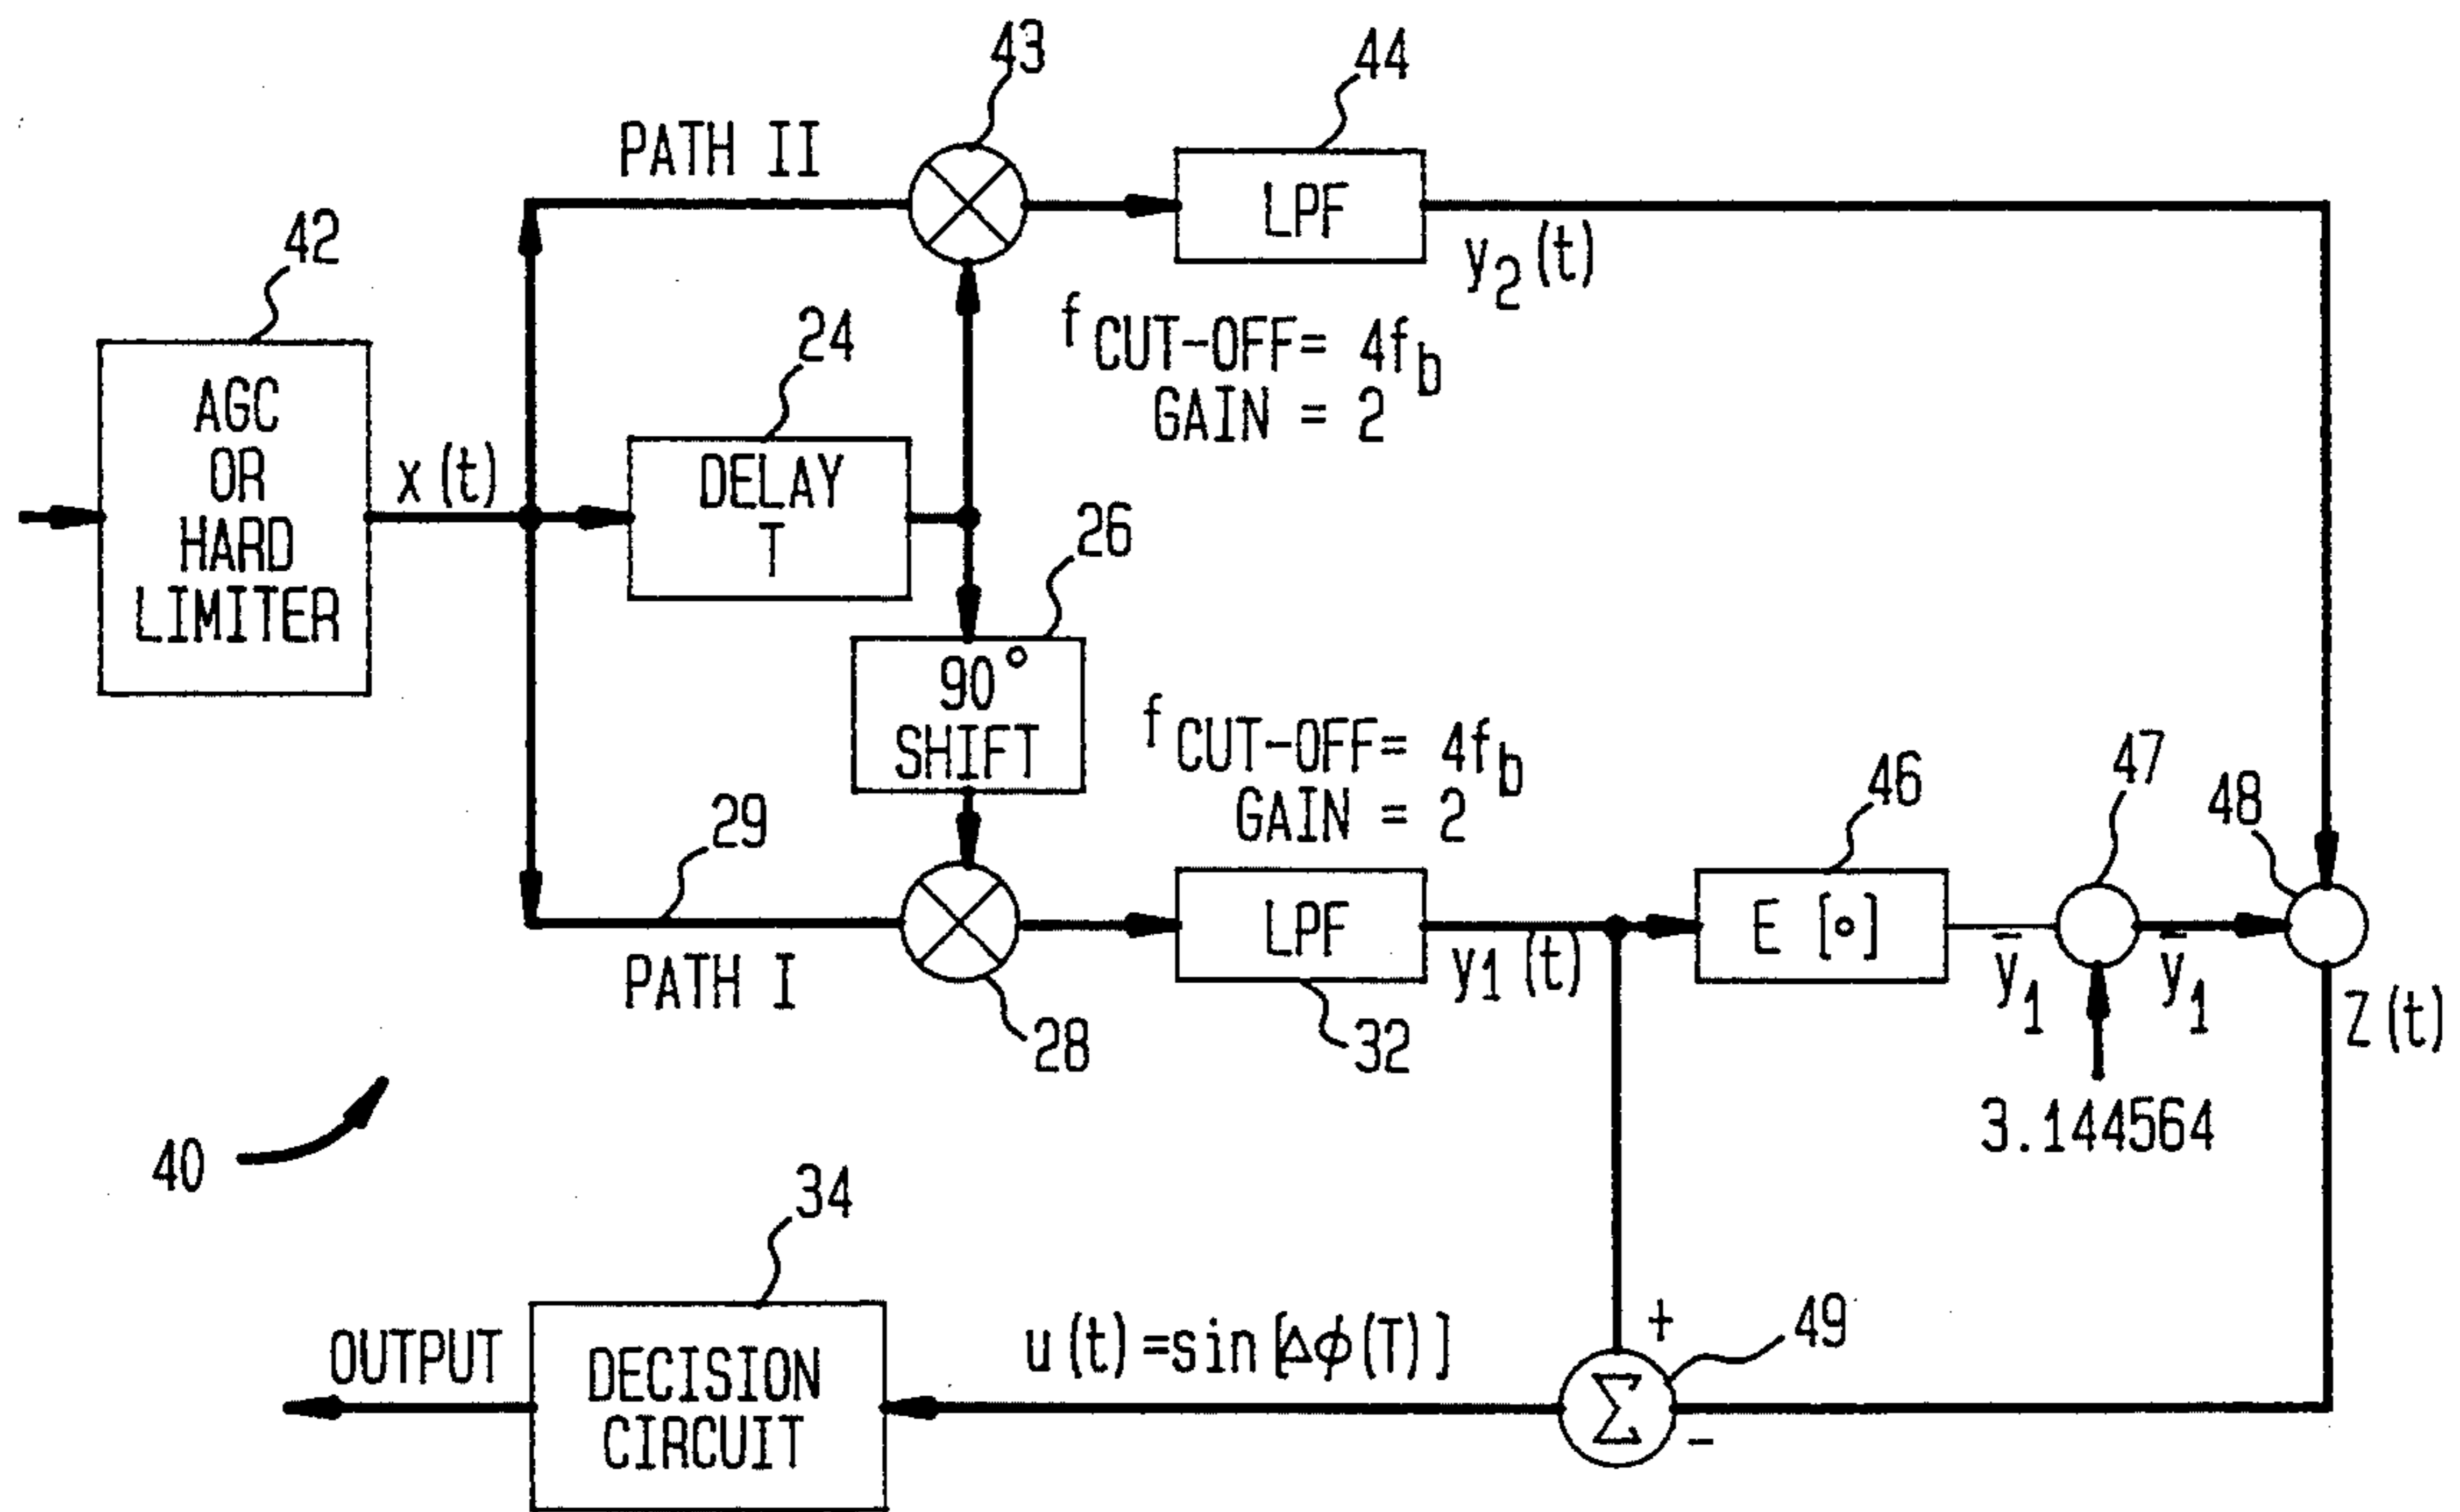 43
44
PATH II
42
LPF
y2(t)
24
f CUT-OFF= 4fb
GAIN = 2
AGC
OR
HARD
LIMITER
x(t)
DELAY
T
26
90°
SHIFT
f CUT-OFF= 4fb
GAIN = 2
29
46
47
48
LPF
E [∘]
PATH I
y1(t)
ȳ1
ȳ1
Z(t)
28
32
3.144564
40
34
49
+
OUTPUT
DECISION
CIRCUIT
u(t)=sin[Δϕ(T)]
Σ
-